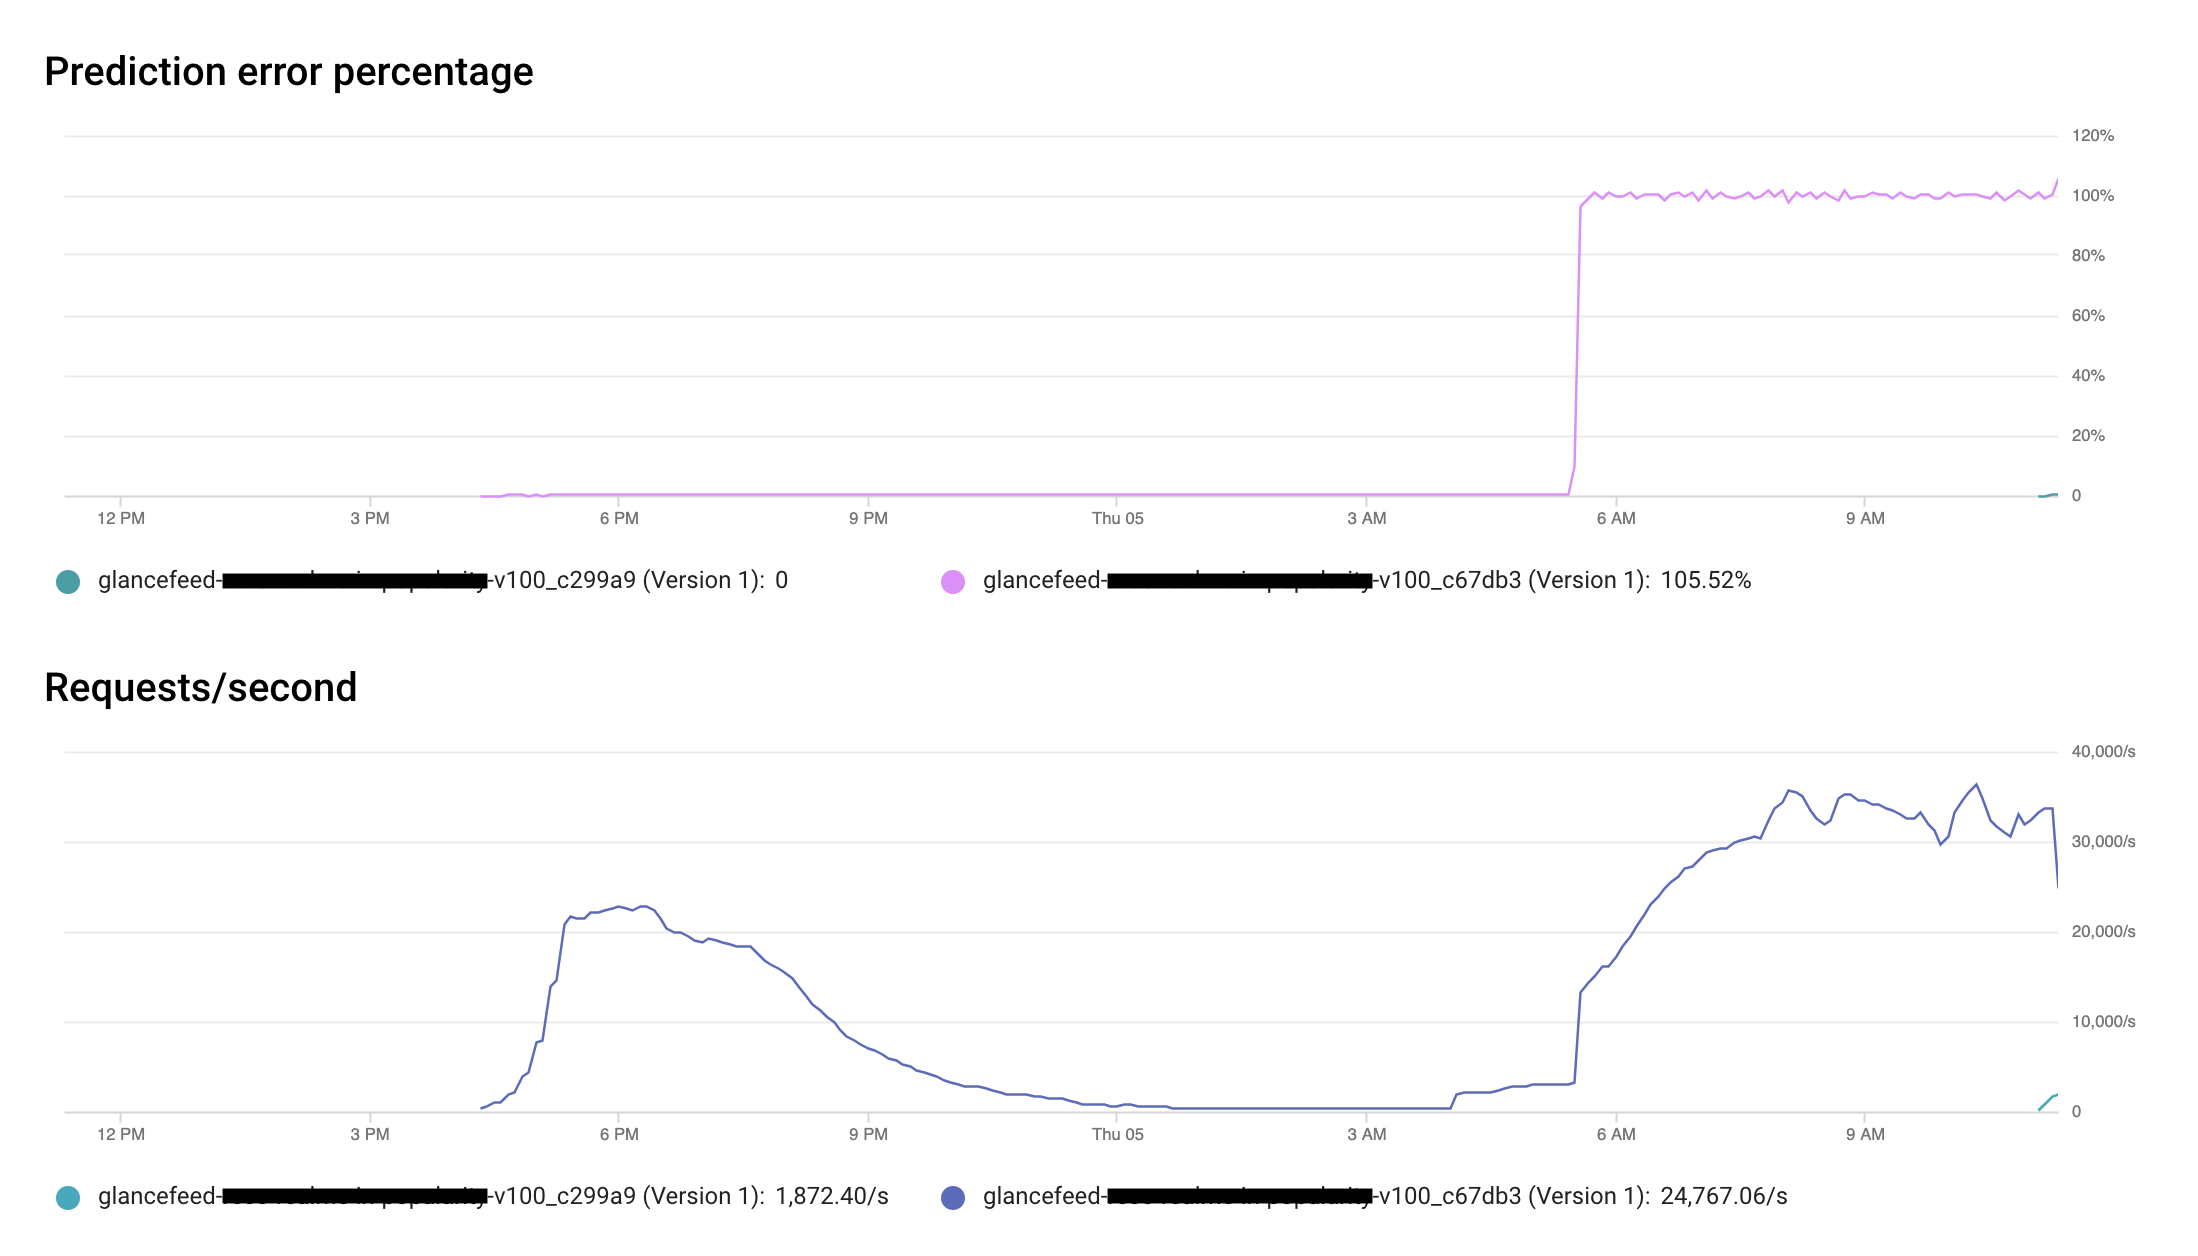 Prediction error percentage
120%
100%
80%
60%
40%
20%
0
12 PM 3 PM 6 PM 9 PM Thu 05 3 AM 6 AM 9 AM
glancefeed- -v100_c299a9 (Version 1): 0 glancefeed- -v100_c67db3 (Version 1): 105.52%
Requests/second
40,000/s
30,000/s
20,000/s
10,000/s
0
12 PM 3 PM 6 PM 9 PM Thu 05 3 AM 6 AM 9 AM
glancefeed- -v100_c299a9 (Version 1): 1,872.40/s glancefeed- -v100_c67db3 (Version 1): 24,767.06/s